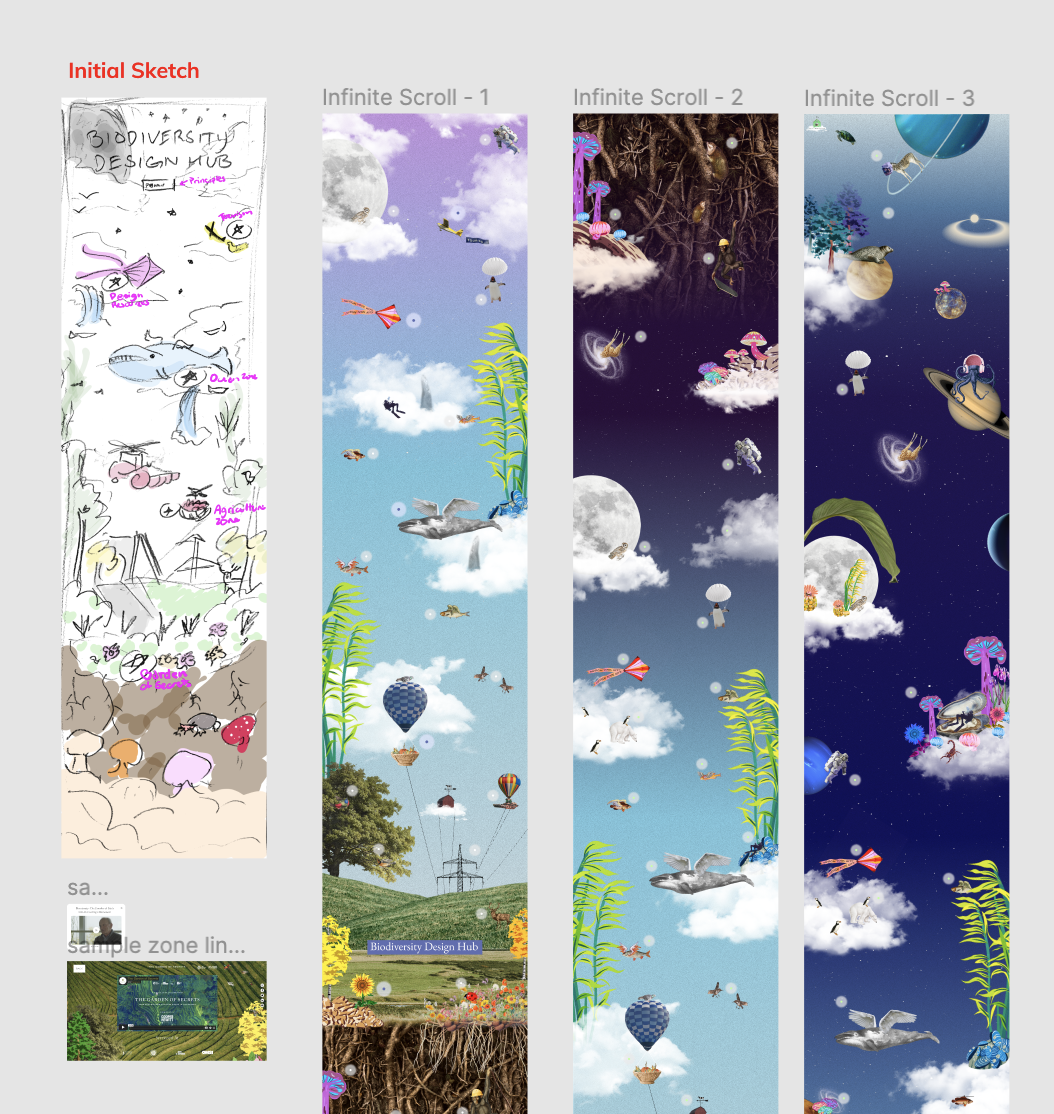 Initial Sketch
Infinite Scroll - 1
Infinite Scroll - 2
Infinite Scroll - 3
BIODIVERSITY
DESIGN HUB
Principles
Tourism
Design
Ocean Zone
Agriculture
Zone
Garden
of Secrets
sa...
sample zone lin...
THE GARDEN OF SECRETS
Biodiversity Design Hub